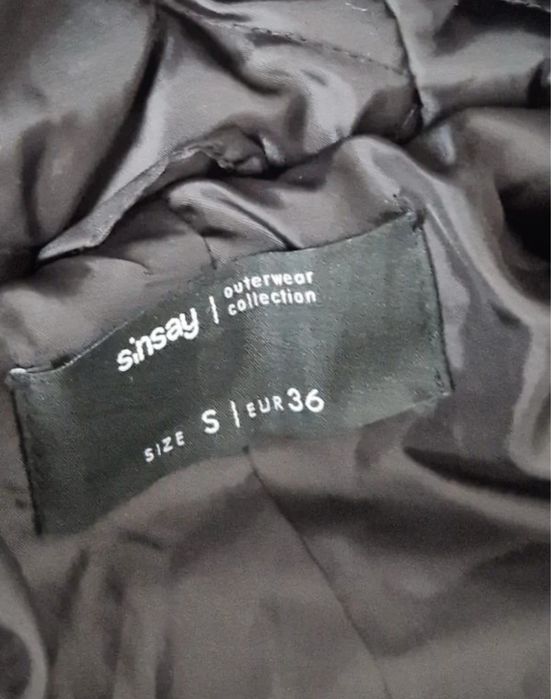 sinsay | outerwear
collection
SIZE S | EUR 36